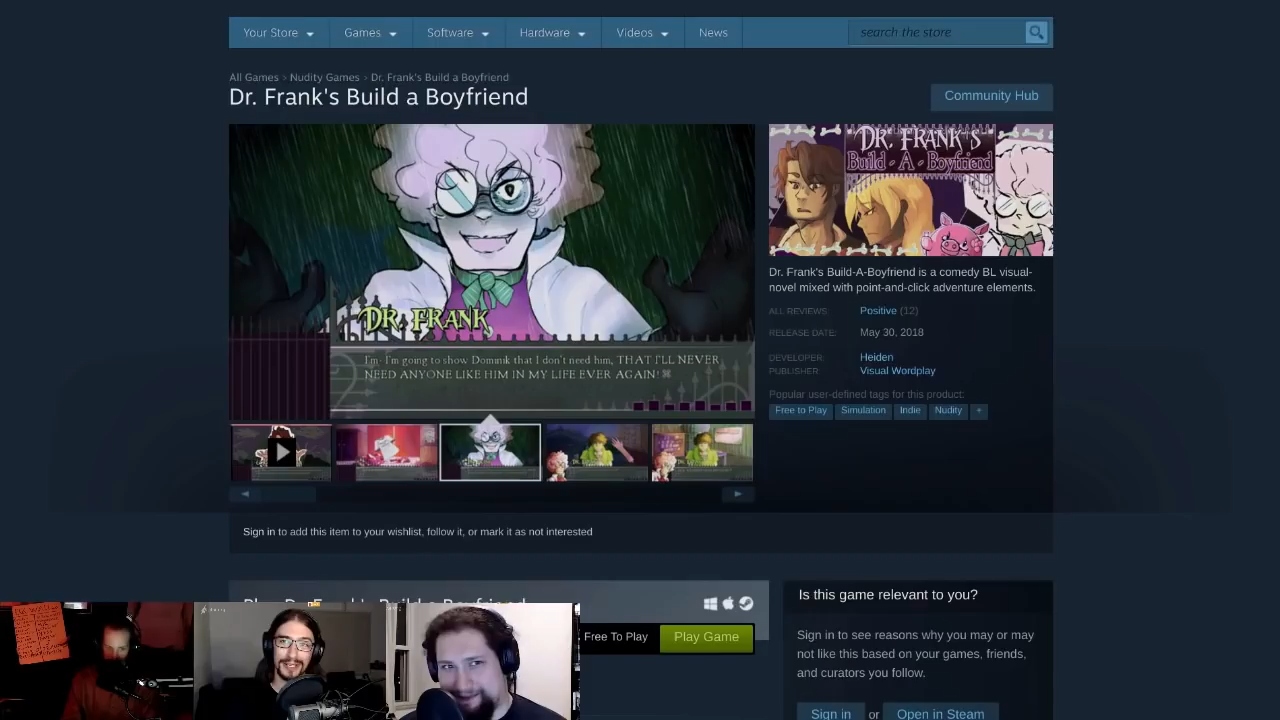 Your Store
Games
Software
Hardware
Videos
News
search the store
All Games > Nudity Games > Dr. Frank's Build a Boyfriend
Dr. Frank's Build a Boyfriend
Community Hub
DR. FRANK'S
Build-A-Boyfriend
Dr. Frank's Build-A-Boyfriend is a comedy BL visual-
novel mixed with point-and-click adventure elements.
ALL REVIEWS:
Positive (12)
RELEASE DATE:
May 30, 2018
DEVELOPER:
Heiden
PUBLISHER:
Visual Wordplay
Popular user-defined tags for this product:
Free to Play
Simulation
Indie
Nudity
+
DR. FRANK
I'm- I'm going to show Dominik that I don't need him, THAT I'LL NEVER
NEED ANYONE LIKE HIM IN MY LIFE EVER AGAIN!
Sign in to add this item to your wishlist, follow it, or mark it as not interested
Play Dr. Frank's Build a Boyfriend
Free To Play
Play Game
Is this game relevant to you?
Sign in to see reasons why you may or may
not like this based on your games, friends,
and curators you follow.
Sign in
or
Open in Steam